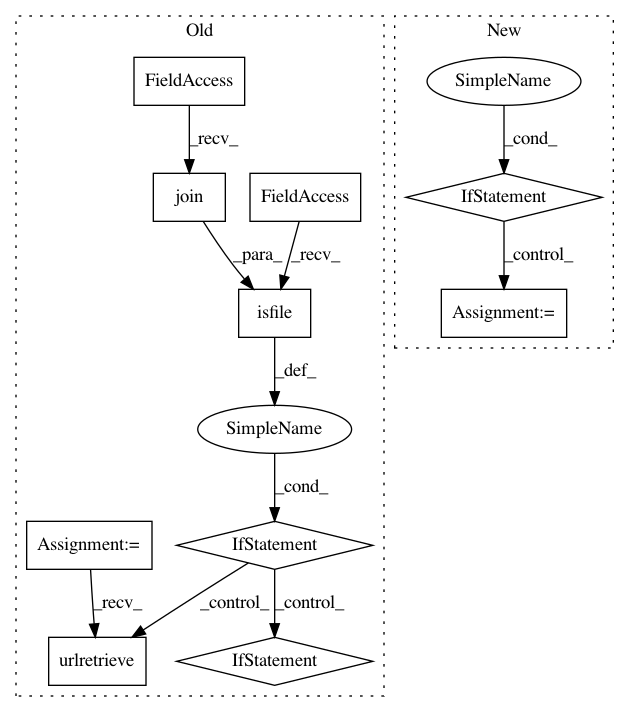 Old
New
FieldAccess
SimpleName
_recv_
_cond_
join
FieldAccess
IfStatement
_para_
_recv_
_control_
isfile
Assignment:=
_def_
SimpleName
_cond_
Assignment:=
IfStatement
_recv_
_control_
_control_
urlretrieve
IfStatement